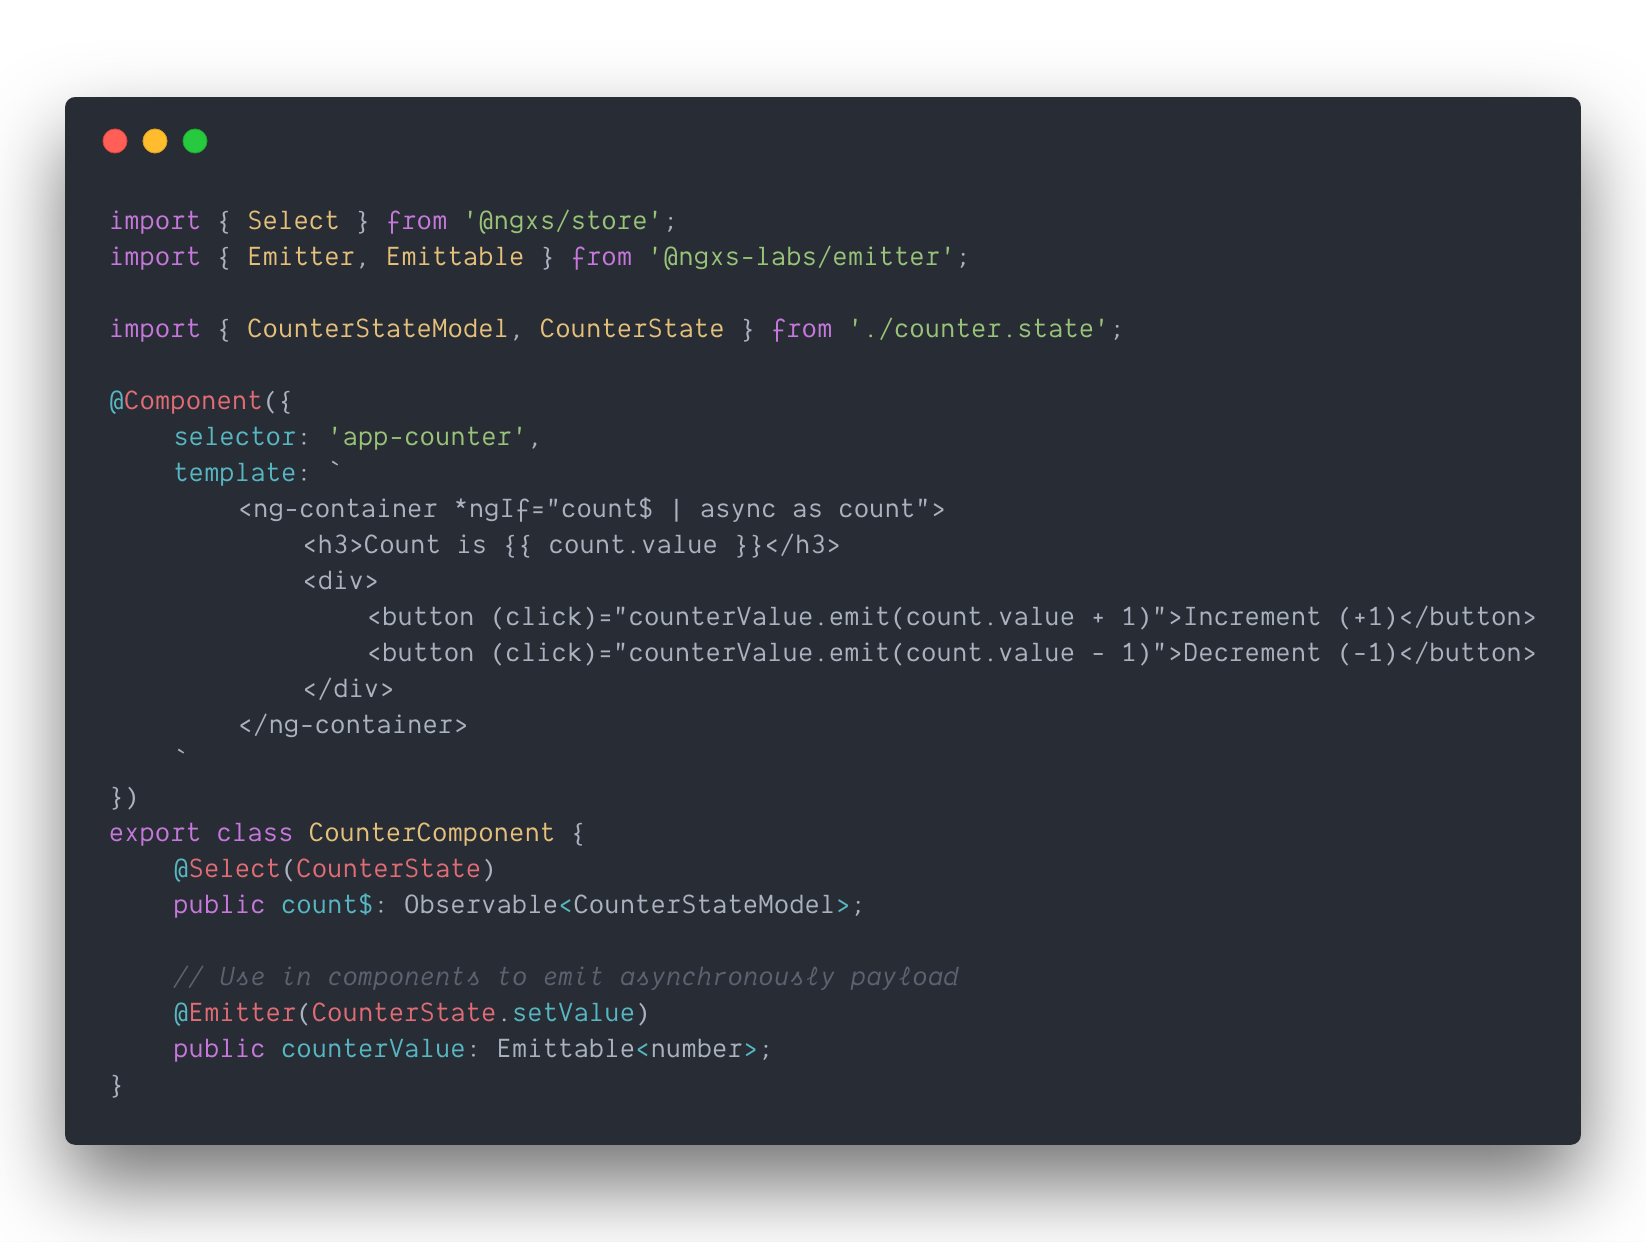 import { Select } from '@ngxs/store';
import { Emitter, Emittable } from '@ngxs-labs/emitter';

import { CounterStateModel, CounterState } from './counter.state';

@Component({
    selector: 'app-counter',
    template: `
        <ng-container *ngIf="count$ | async as count">
            <h3>Count is {{ count.value }}</h3>
            <div>
                <button (click)="counterValue.emit(count.value + 1)">Increment (+1)</button>
                <button (click)="counterValue.emit(count.value - 1)">Decrement (-1)</button>
            </div>
        </ng-container>
    `
})
export class CounterComponent {
    @Select(CounterState)
    public count$: Observable<CounterStateModel>;

    // Use in components to emit asynchronously payload
    @Emitter(CounterState.setValue)
    public counterValue: Emittable<number>;
}